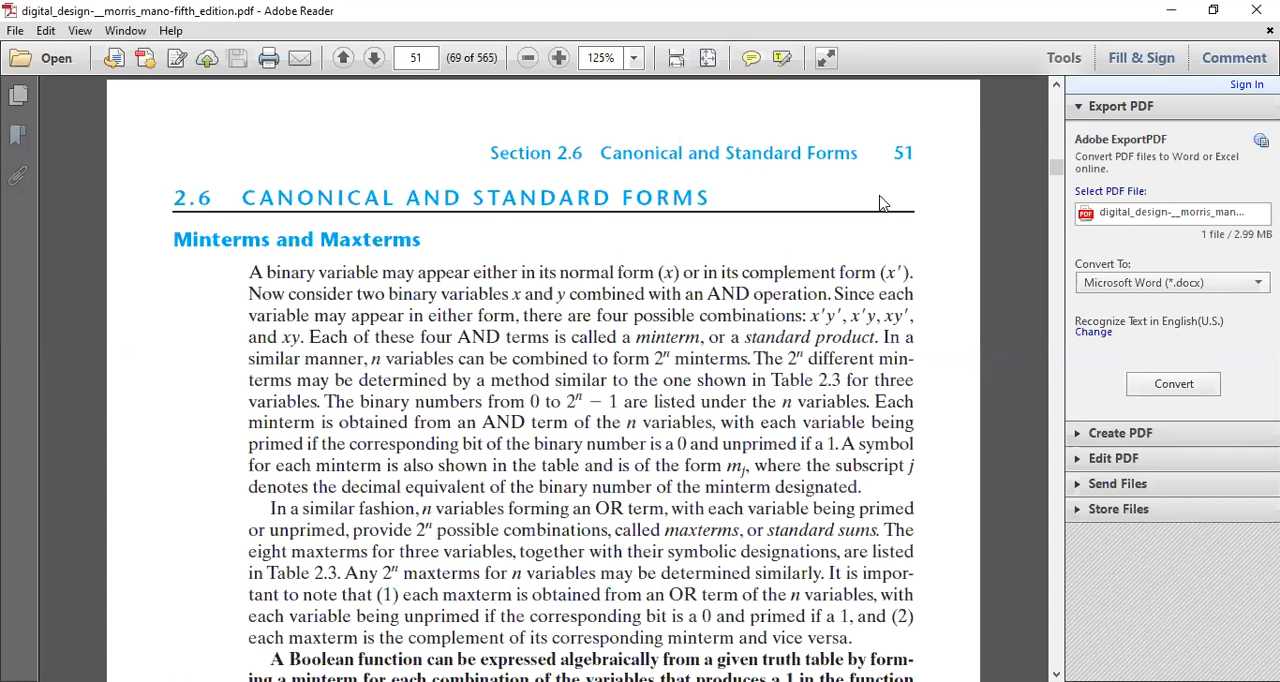 digital_design-__morris_mano-fifth_edition.pdf - Adobe Reader
File Edit View Window Help
Open 51 (69 of 565) 125% Tools Fill & Sign Comment
Sign In
Export PDF
Adobe ExportPDF
Convert PDF files to Word or Excel
online.
Select PDF File:
digital_design-__morris_man...
1 file / 2.99 MB
Convert To:
Microsoft Word (*.docx)
Recognize Text in English(U.S.)
Change
Convert
Create PDF
Edit PDF
Send Files
Store Files
Section 2.6 Canonical and Standard Forms 51
2.6 CANONICAL AND STANDARD FORMS
Minterms and Maxterms
A binary variable may appear either in its normal form (x) or in its complement form (x′).
Now consider two binary variables x and y combined with an AND operation. Since each
variable may appear in either form, there are four possible combinations: x′y′, x′y, xy′,
and xy. Each of these four AND terms is called a minterm, or a standard product. In a
similar manner, n variables can be combined to form 2ⁿ minterms. The 2ⁿ different min-
terms may be determined by a method similar to the one shown in Table 2.3 for three
variables. The binary numbers from 0 to 2ⁿ − 1 are listed under the n variables. Each
minterm is obtained from an AND term of the n variables, with each variable being
primed if the corresponding bit of the binary number is a 0 and unprimed if a 1. A symbol
for each minterm is also shown in the table and is of the form mⱼ, where the subscript j
denotes the decimal equivalent of the binary number of the minterm designated.
In a similar fashion, n variables forming an OR term, with each variable being primed
or unprimed, provide 2ⁿ possible combinations, called maxterms, or standard sums. The
eight maxterms for three variables, together with their symbolic designations, are listed
in Table 2.3. Any 2ⁿ maxterms for n variables may be determined similarly. It is impor-
tant to note that (1) each maxterm is obtained from an OR term of the n variables, with
each variable being unprimed if the corresponding bit is a 0 and primed if a 1, and (2)
each maxterm is the complement of its corresponding minterm and vice versa.
A Boolean function can be expressed algebraically from a given truth table by form-
ing a minterm for each combination of the variables that produces a 1 in the function